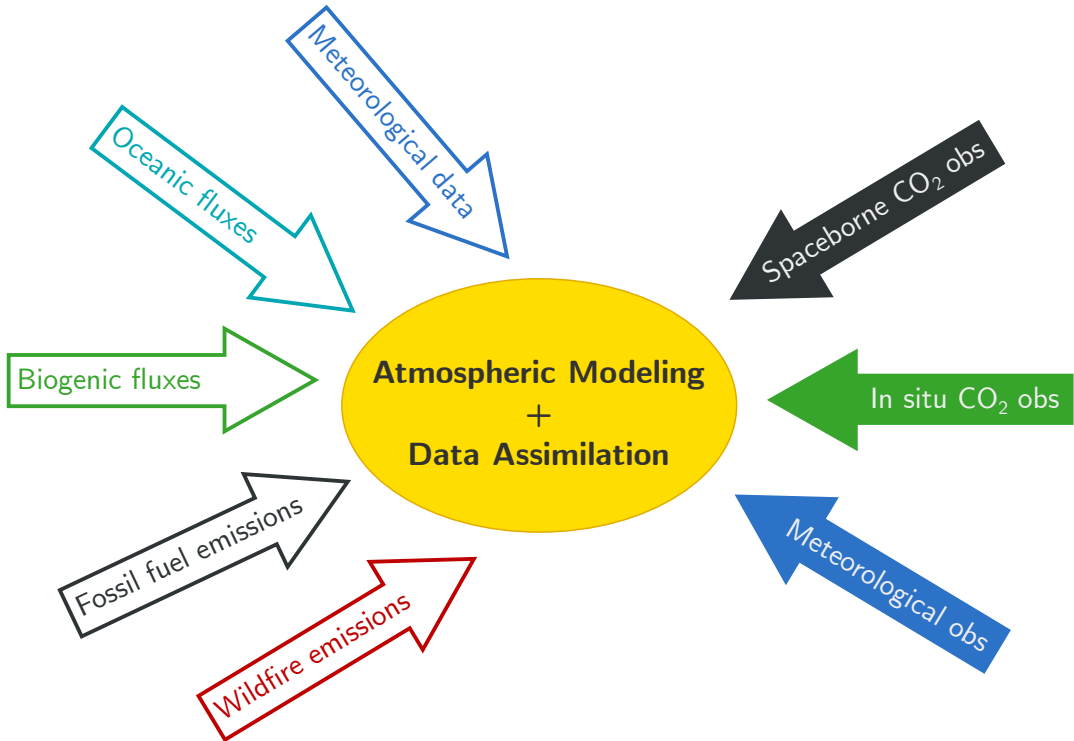 Meteorological data
Oceanic fluxes
Biogenic fluxes
Fossil fuel emissions
Wildfire emissions
Atmospheric Modeling
+
Data Assimilation
Spaceborne CO₂ obs
In situ CO₂ obs
Meteorological obs